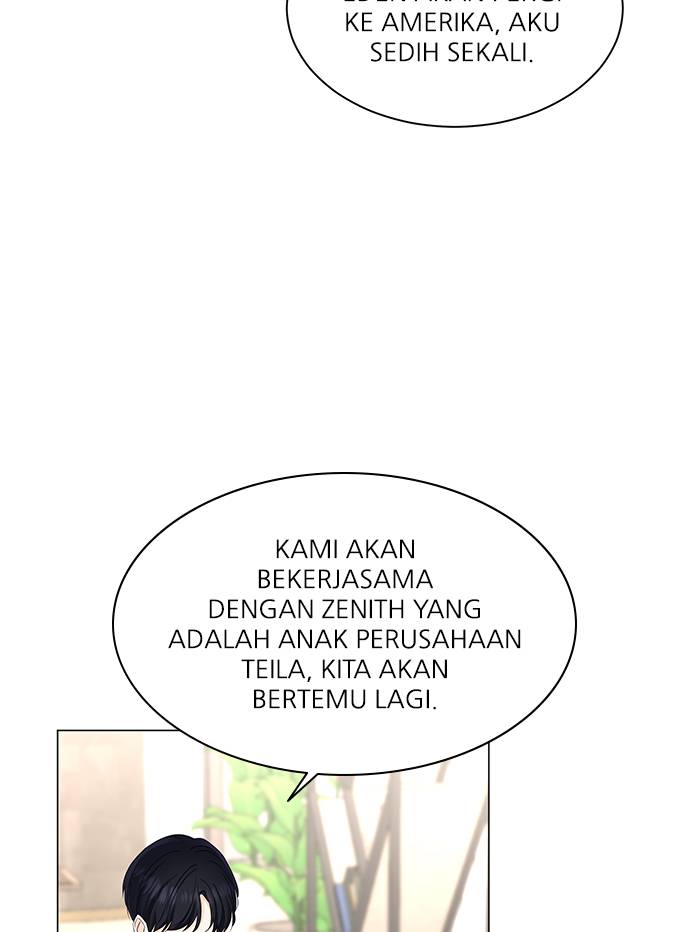 KE AMERIKA, AKU
SEDIH SEKALI.
KAMI AKAN
BEKERJASAMA
DENGAN ZENITH YANG
ADALAH ANAK PERUSAHAAN
TEILA, KITA AKAN
BERTEMU LAGI.